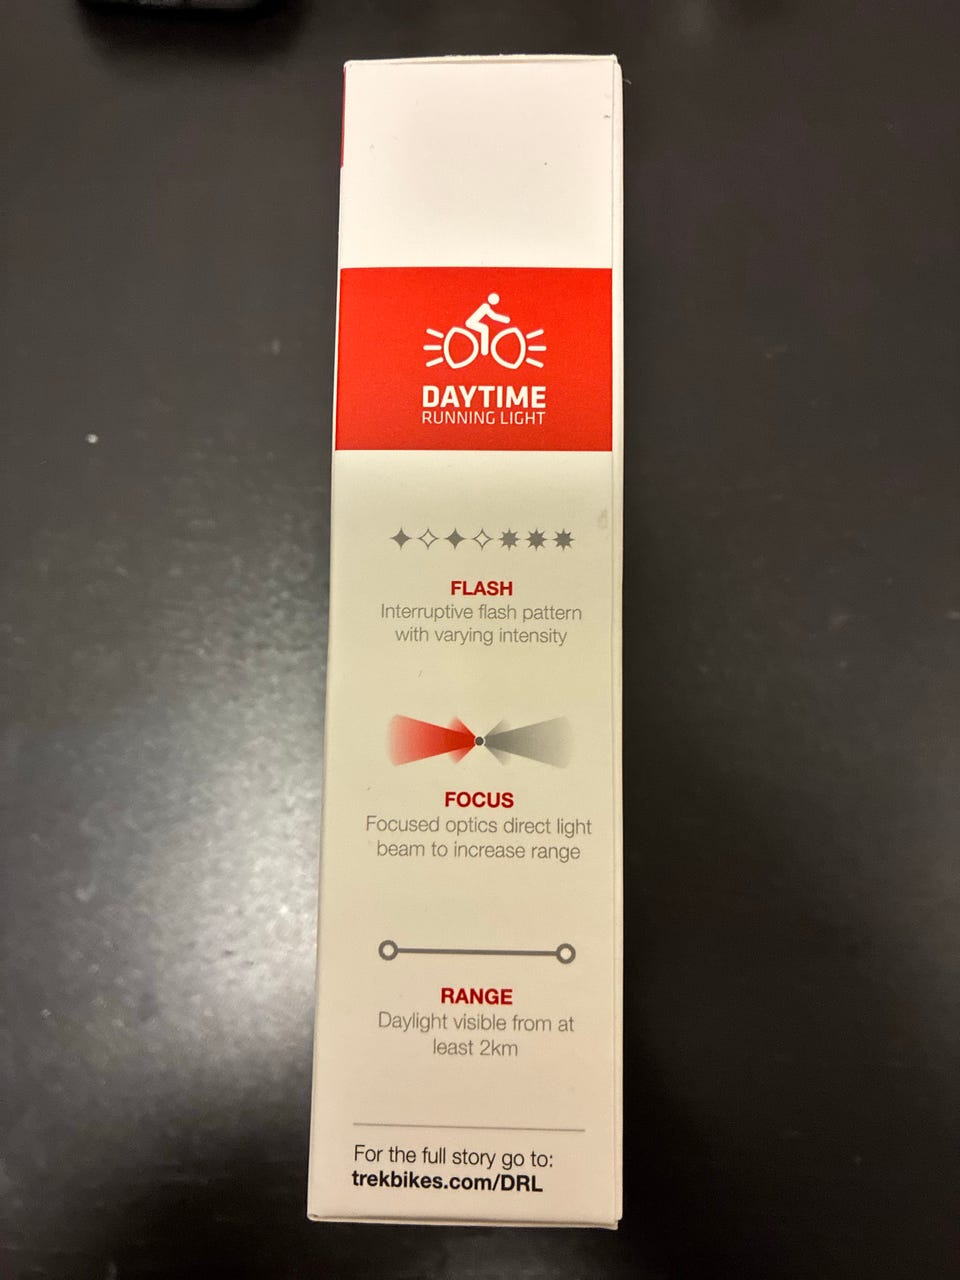 DAYTIME
RUNNING LIGHT
FLASH
Interruptive flash pattern
with varying intensity
FOCUS
Focused optics direct light
beam to increase range
RANGE
Daylight visible from at
least 2km
For the full story go to:
trekbikes.com/DRL